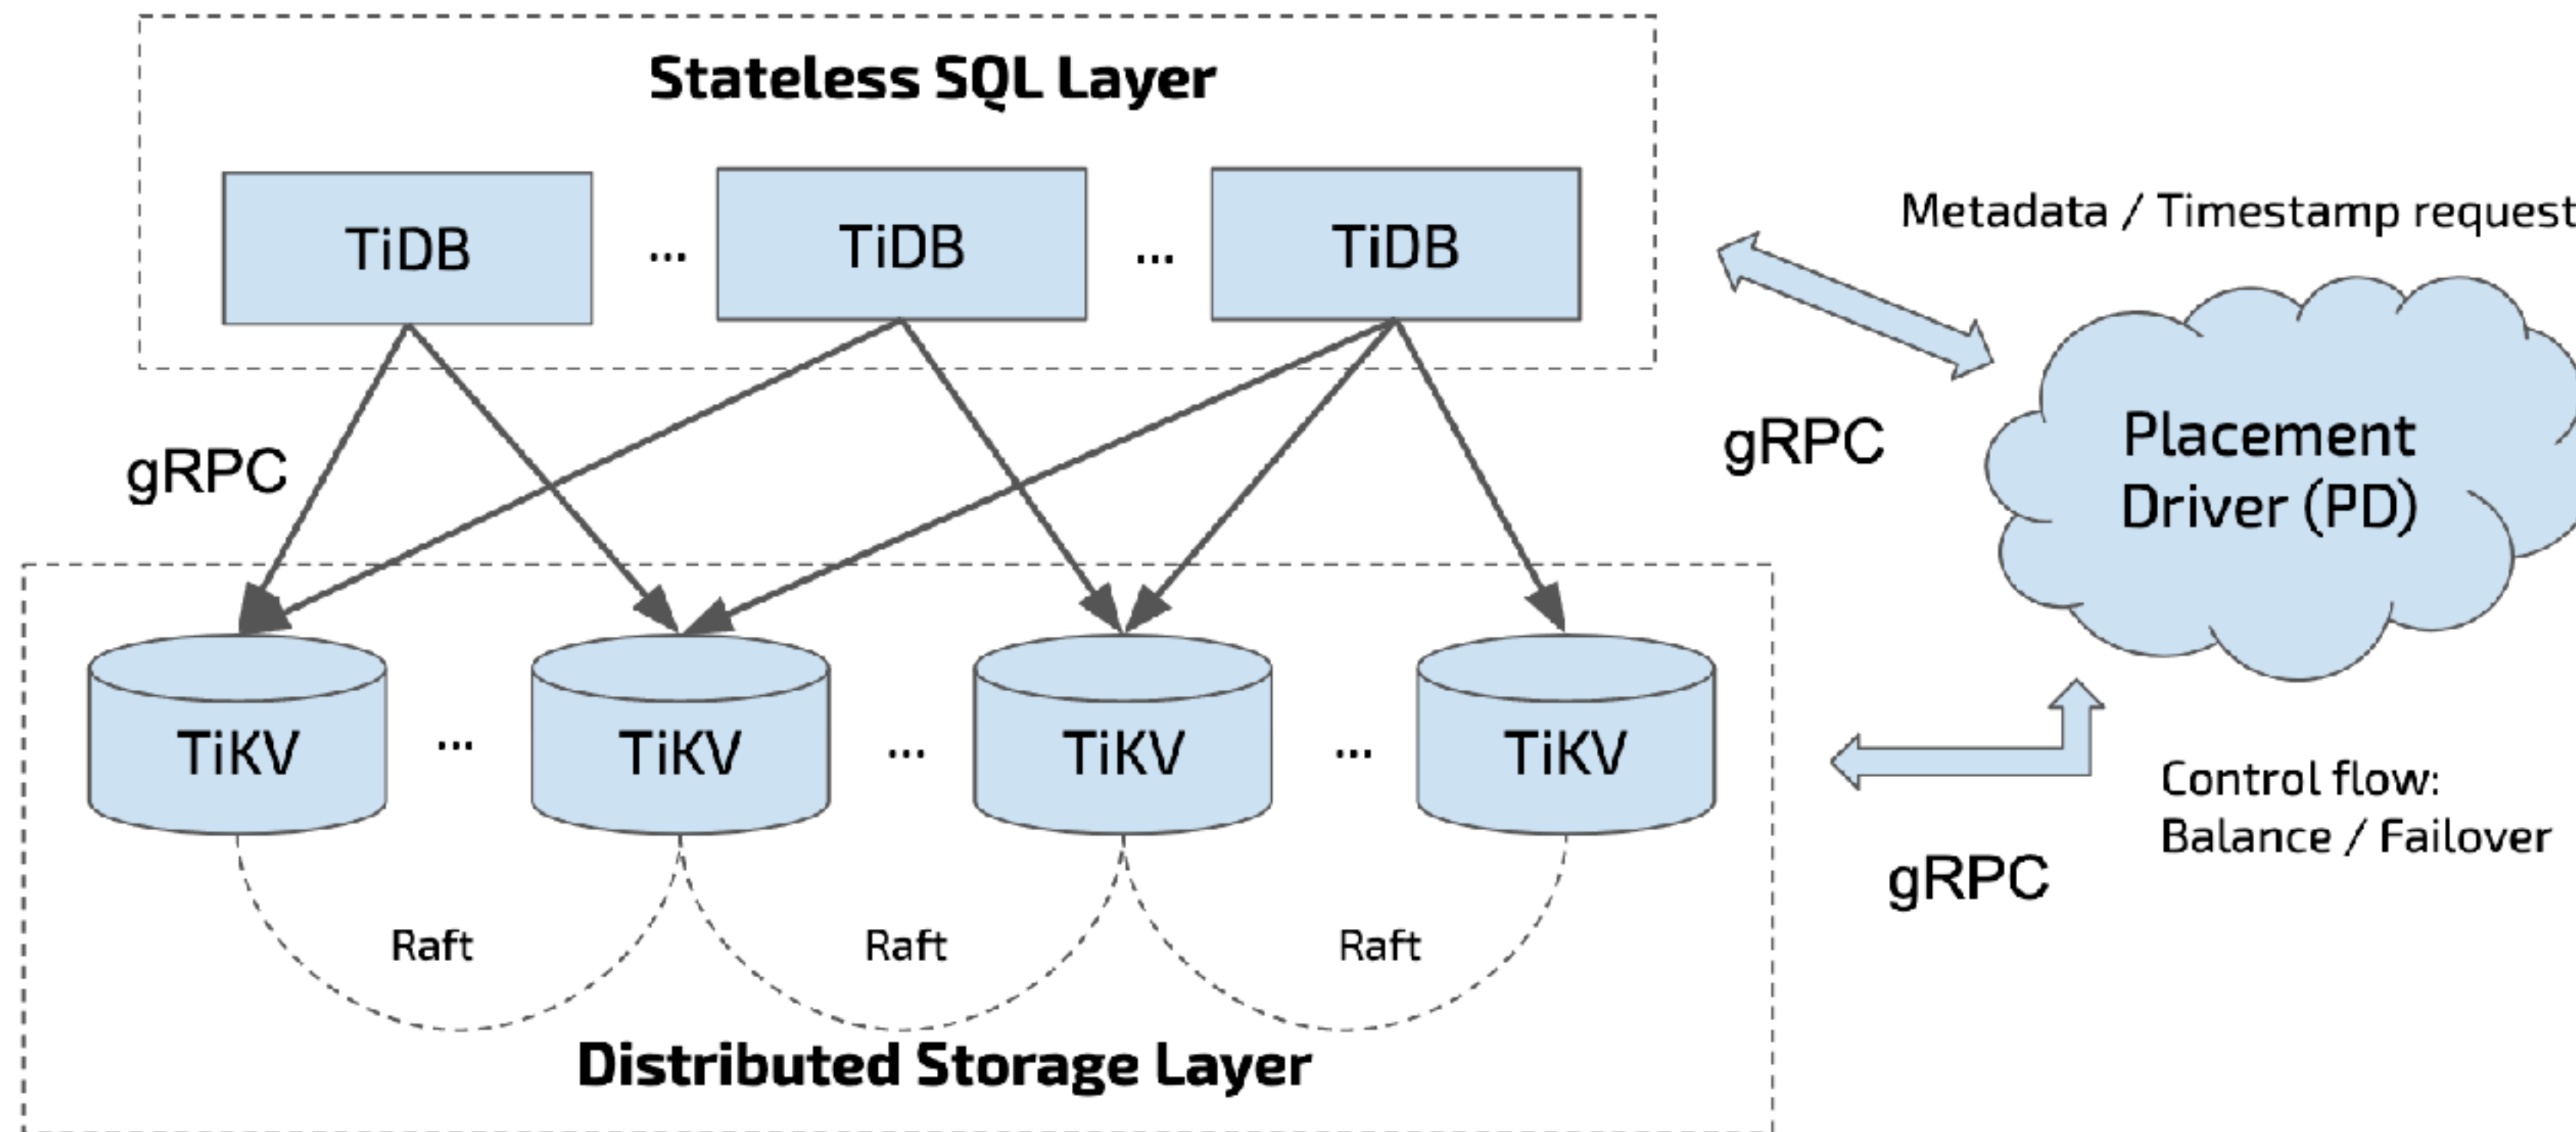 Stateless SQL Layer
TiDB ... TiDB ... TiDB
Metadata / Timestamp request
gRPC
gRPC
Placement
Driver (PD)
TiKV ... TiKV ... TiKV ... TiKV
Control flow:
Balance / Failover
gRPC
Raft Raft Raft
Distributed Storage Layer